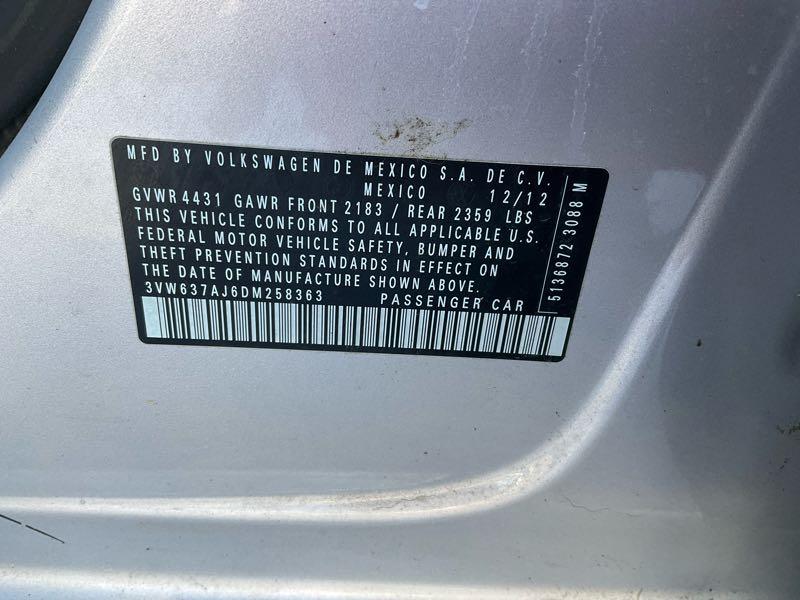 MFD BY VOLKSWAGEN DE MEXICO S.A. DE C.V.
MEXICO 12/12
GVWR 4431 GAWR FRONT 2183 / REAR 2359 LBS
THIS VEHICLE CONFORMS TO ALL APPLICABLE U.S.
FEDERAL MOTOR VEHICLE SAFETY, BUMPER AND
THEFT PREVENTION STANDARDS IN EFFECT ON
THE DATE OF MANUFACTURE SHOWN ABOVE.
3VW637AJ6DM258363 PASSENGER CAR
5136872 3088 M